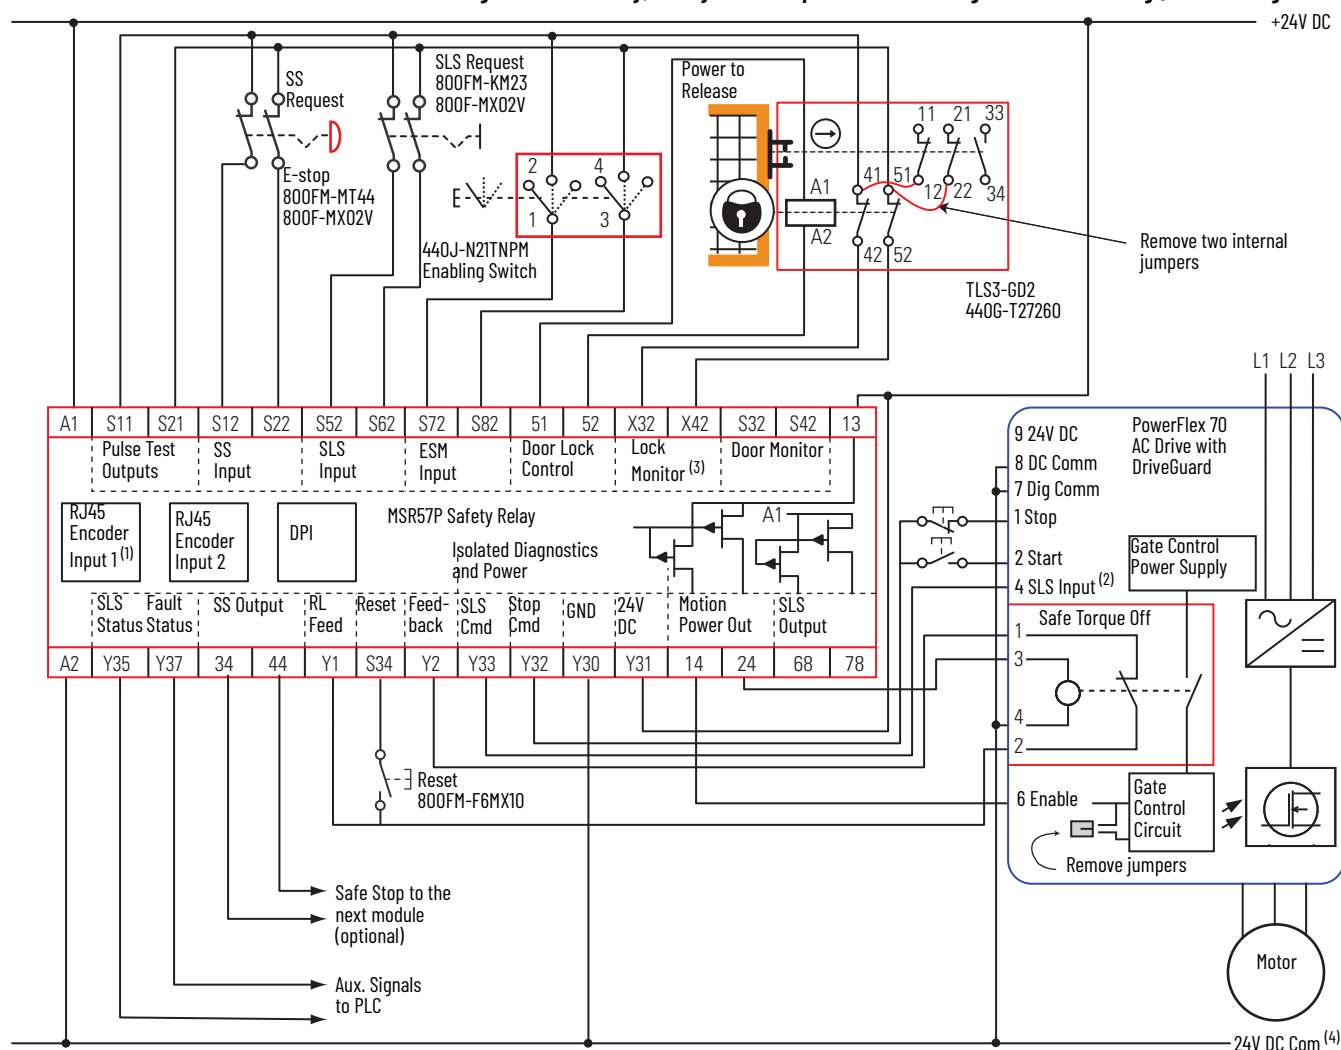 +24V DC
SS
Request
SLS Request
800FM-KM23
800F-MX02V
Power to
Release
11 21 33
2 4
E-stop
800FM-MT44
800F-MX02V
41 51
12 22 34
A1
1 3
A2
42 52
440J-N21TNPM
Enabling Switch
Remove two internal
jumpers
TLS3-GD2
440G-T27260
L1 L2 L3
A1 S11 S21 S12 S22 S52 S62 S72 S82 51 52 X32 X42 S32 S42 13
Pulse Test
Outputs
SS
Input
SLS
Input
ESM
Input
Door Lock
Control
Lock
Monitor (3)
Door Monitor
RJ45
Encoder
Input 1 (1)
RJ45
Encoder
Input 2
DPI
MSR57P Safety Relay
A1
Isolated Diagnostics
and Power
SLS
Status
Fault
Status
SS Output
RL
Feed
Reset
Feed-
back
SLS
Cmd
Stop
Cmd
GND
24V
DC
Motion
Power Out
SLS
Output
A2 Y35 Y37 34 44 Y1 S34 Y2 Y33 Y32 Y30 Y31 14 24 68 78
9 24V DC
8 DC Comm
7 Dig Comm
1 Stop
2 Start
4 SLS Input (2)
PowerFlex 70
AC Drive with
DriveGuard
Gate Control
Power Supply
Safe Torque Off
1
3
4
2
6 Enable
Gate
Control
Circuit
Remove jumpers
Reset
800FM-F6MX10
Safe Stop to the
next module
(optional)
Aux. Signals
to PLC
Motor
24V DC Com (4)